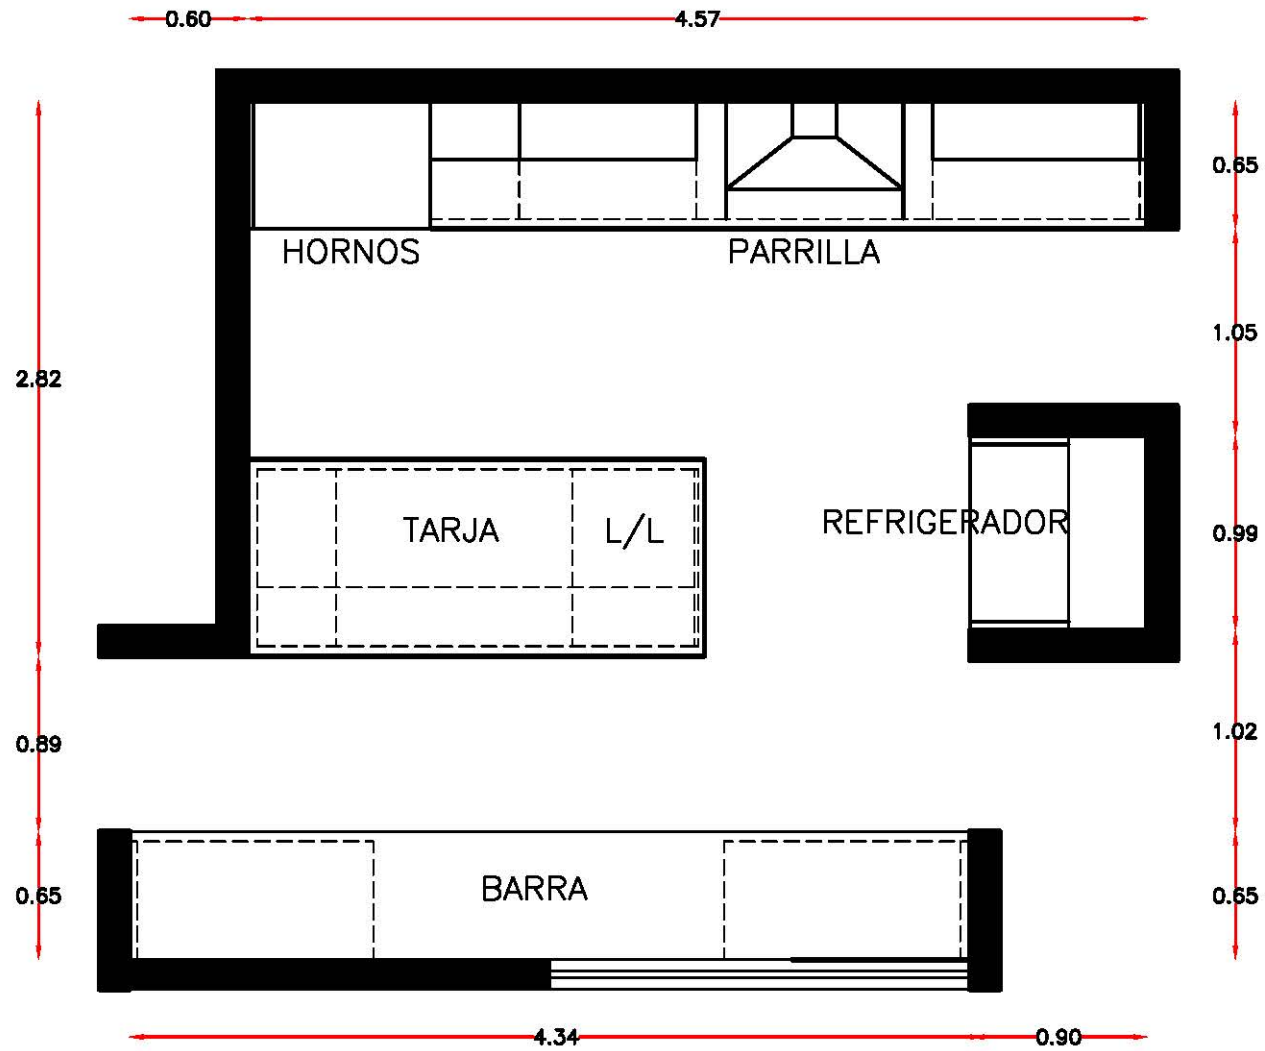 0.60
4.57
0.65
HORNOS
PARRILLA
1.05
2.82
TARJA
L/L
REFRIGERADOR
0.99
0.89
1.02
BARRA
0.65
0.65
4.34
0.90